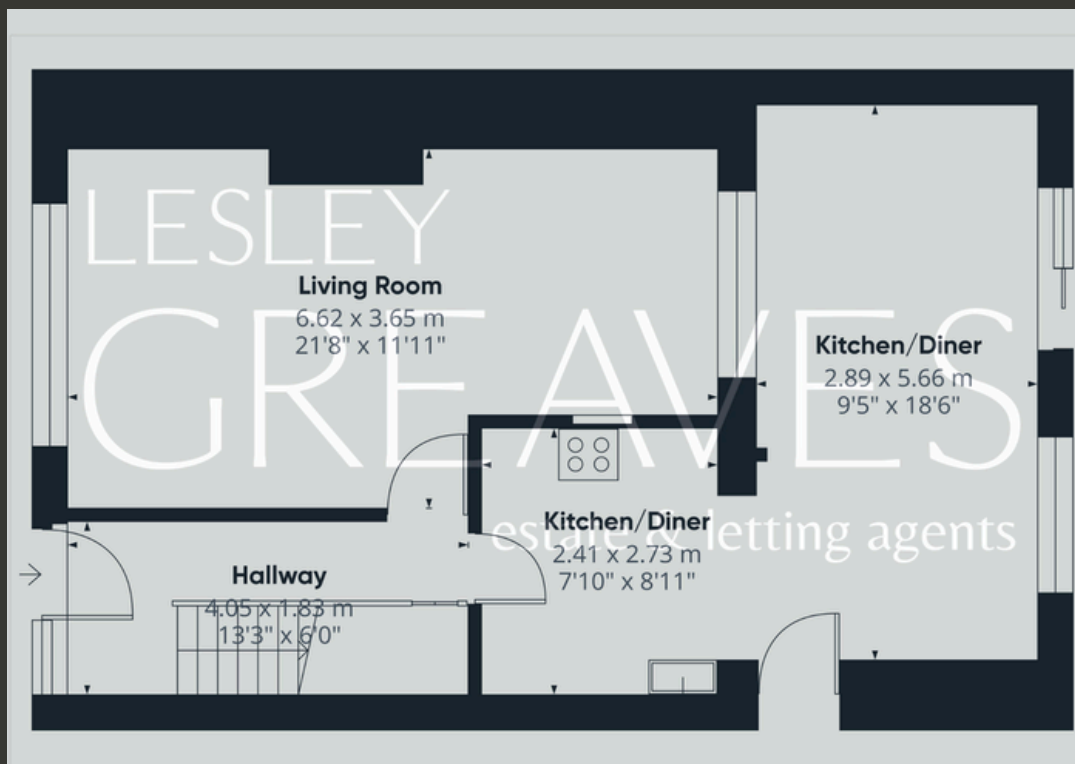 LESLEY
GREAVES
estate & letting agents
Living Room
6.62 x 3.65 m
21'8" x 11'11"
Kitchen/Diner
2.89 x 5.66 m
9'5" x 18'6"
Kitchen/Diner
2.41 x 2.73 m
7'10" x 8'11"
Hallway
4.05 x 1.83 m
13'3" x 6'0"